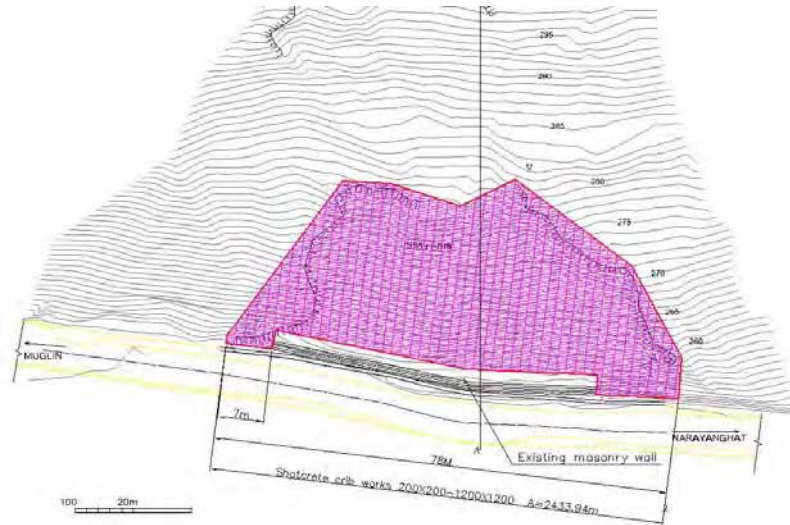 295
290
285
280
275
270
265
260
MUGLIN
NARAYANGHAT
7m
Existing masonry wall
78M
Shotcrete crib works 200X200-1200X1200 A=2433.94m
100 20m